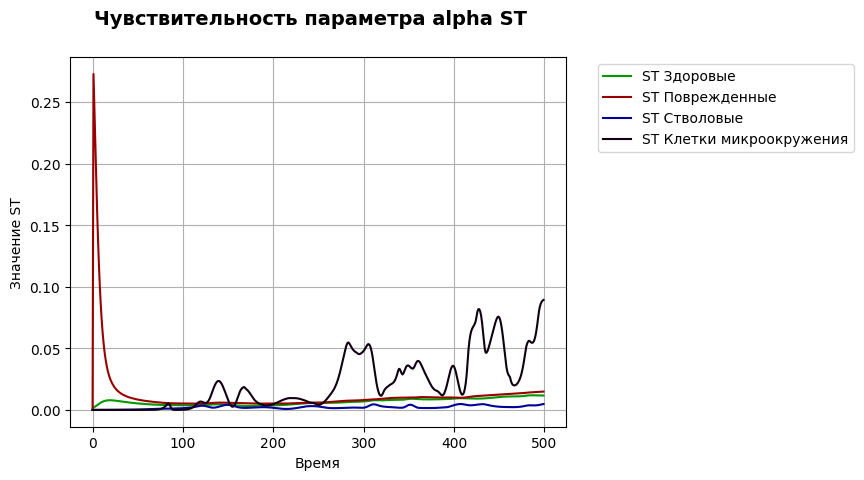 Чувствительность параметра alpha ST
ST Здоровые
ST Поврежденные
ST Стволовые
ST Клетки микроокружения
Значение ST
0.25
0.20
0.15
0.10
0.05
0.00
0 100 200 300 400 500
Время